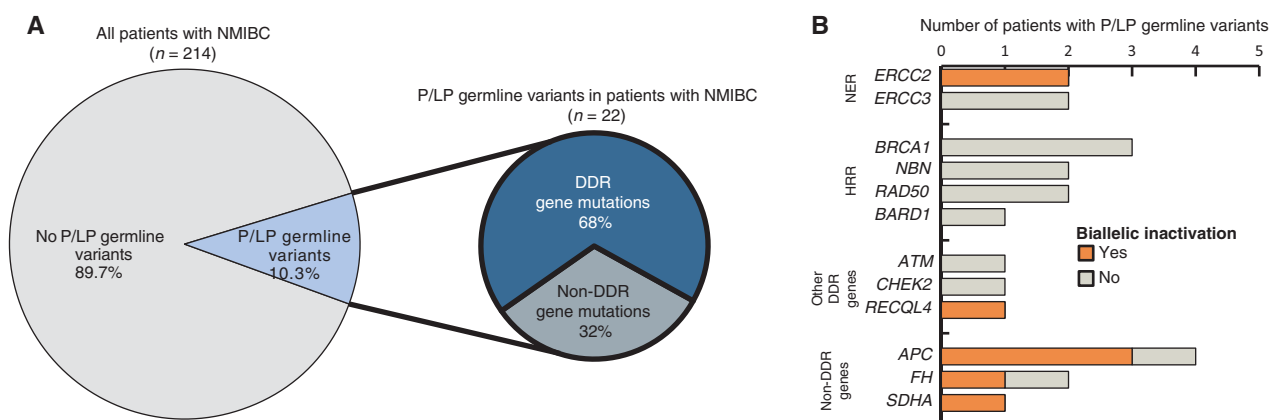 A
All patients with NMIBC
(n = 214)
No P/LP germline
variants
89.7%
P/LP germline
variants
10.3%
P/LP germline variants in patients with NMIBC
(n = 22)
DDR
gene mutations
68%
Non-DDR
gene mutations
32%
B
Number of patients with P/LP germline variants
0 1 2 3 4 5
NER
ERCC2
ERCC3
HRR
BRCA1
NBN
RAD50
BARD1
Other
DDR
genes
ATM
CHEK2
RECQL4
Non-DDR
genes
APC
FH
SDHA
Biallelic inactivation
Yes
No